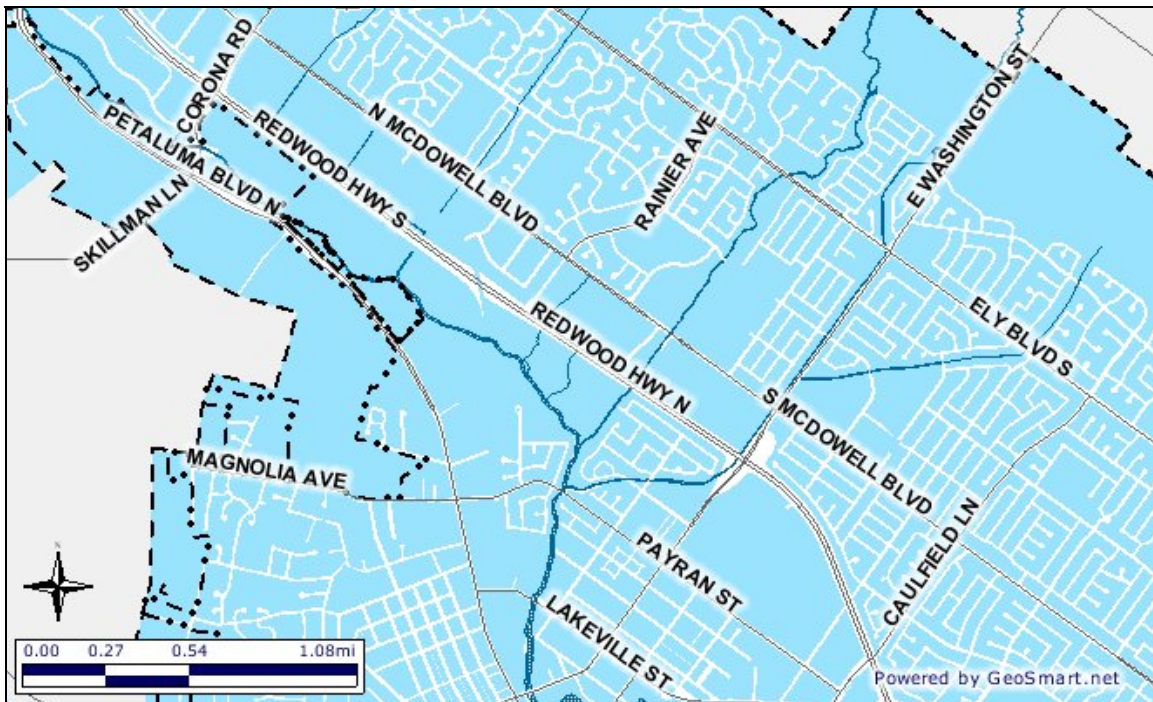 CORONA RD
E WASHINGTON ST
PETALUMA BLVD N
REDWOOD HWY S
N MCDOWELL BLVD
RAINIER AVE
SKILLMAN LN
REDWOOD HWY N
ELY BLVD S
S MCDOWELL BLVD
MAGNOLIA AVE
CAULFIELD LN
PAYRAN ST
LAKEVILLE ST
N
0.00 0.27 0.54 1.08mi
Powered by GeoSmart.net